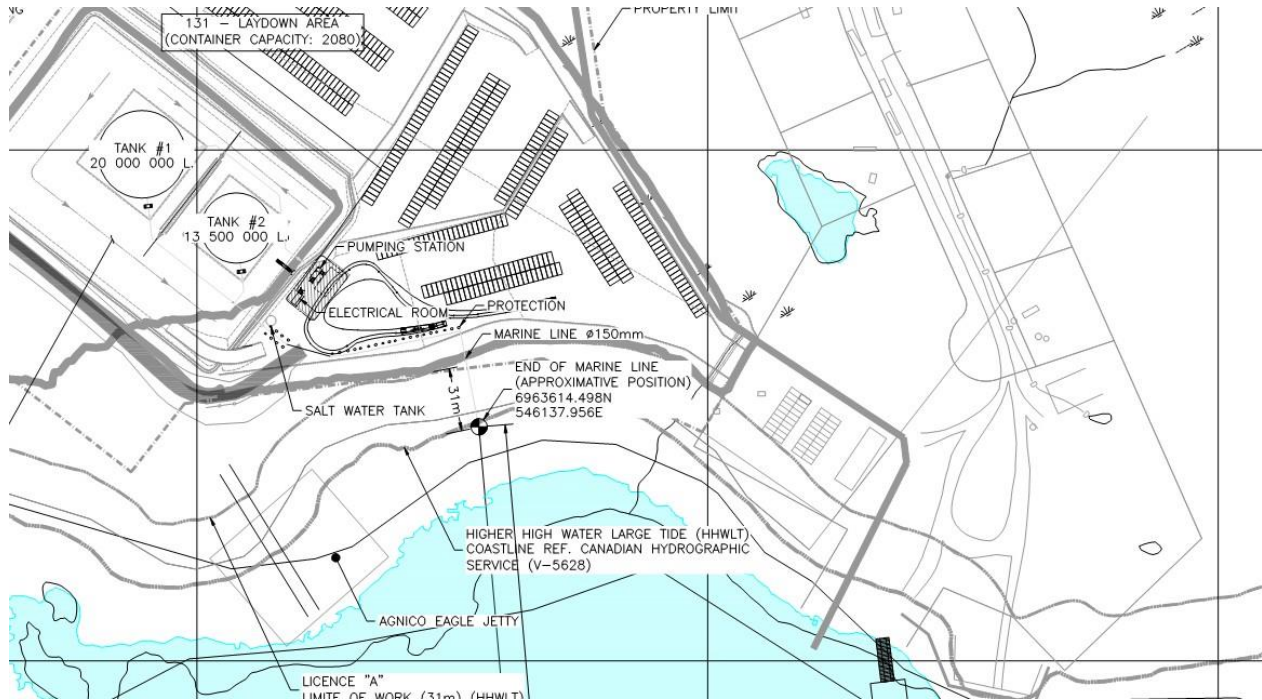 NG
131 – LAYDOWN AREA
(CONTAINER CAPACITY: 2080)
PROPERTY LIMIT
TANK #1
20 000 000 L.
TANK #2
13 500 000 L.
PUMPING STATION
ELECTRICAL ROOM
PROTECTION
MARINE LINE ø150mm
END OF MARINE LINE
(APPROXIMATIVE POSITION)
6963614.498N
546137.956E
31m
SALT WATER TANK
HIGHER HIGH WATER LARGE TIDE (HHWLT)
COASTLINE REF. CANADIAN HYDROGRAPHIC
SERVICE (V–5628)
AGNICO EAGLE JETTY
LICENCE "A"
LIMITE OF WORK (31m) (HHWLT)